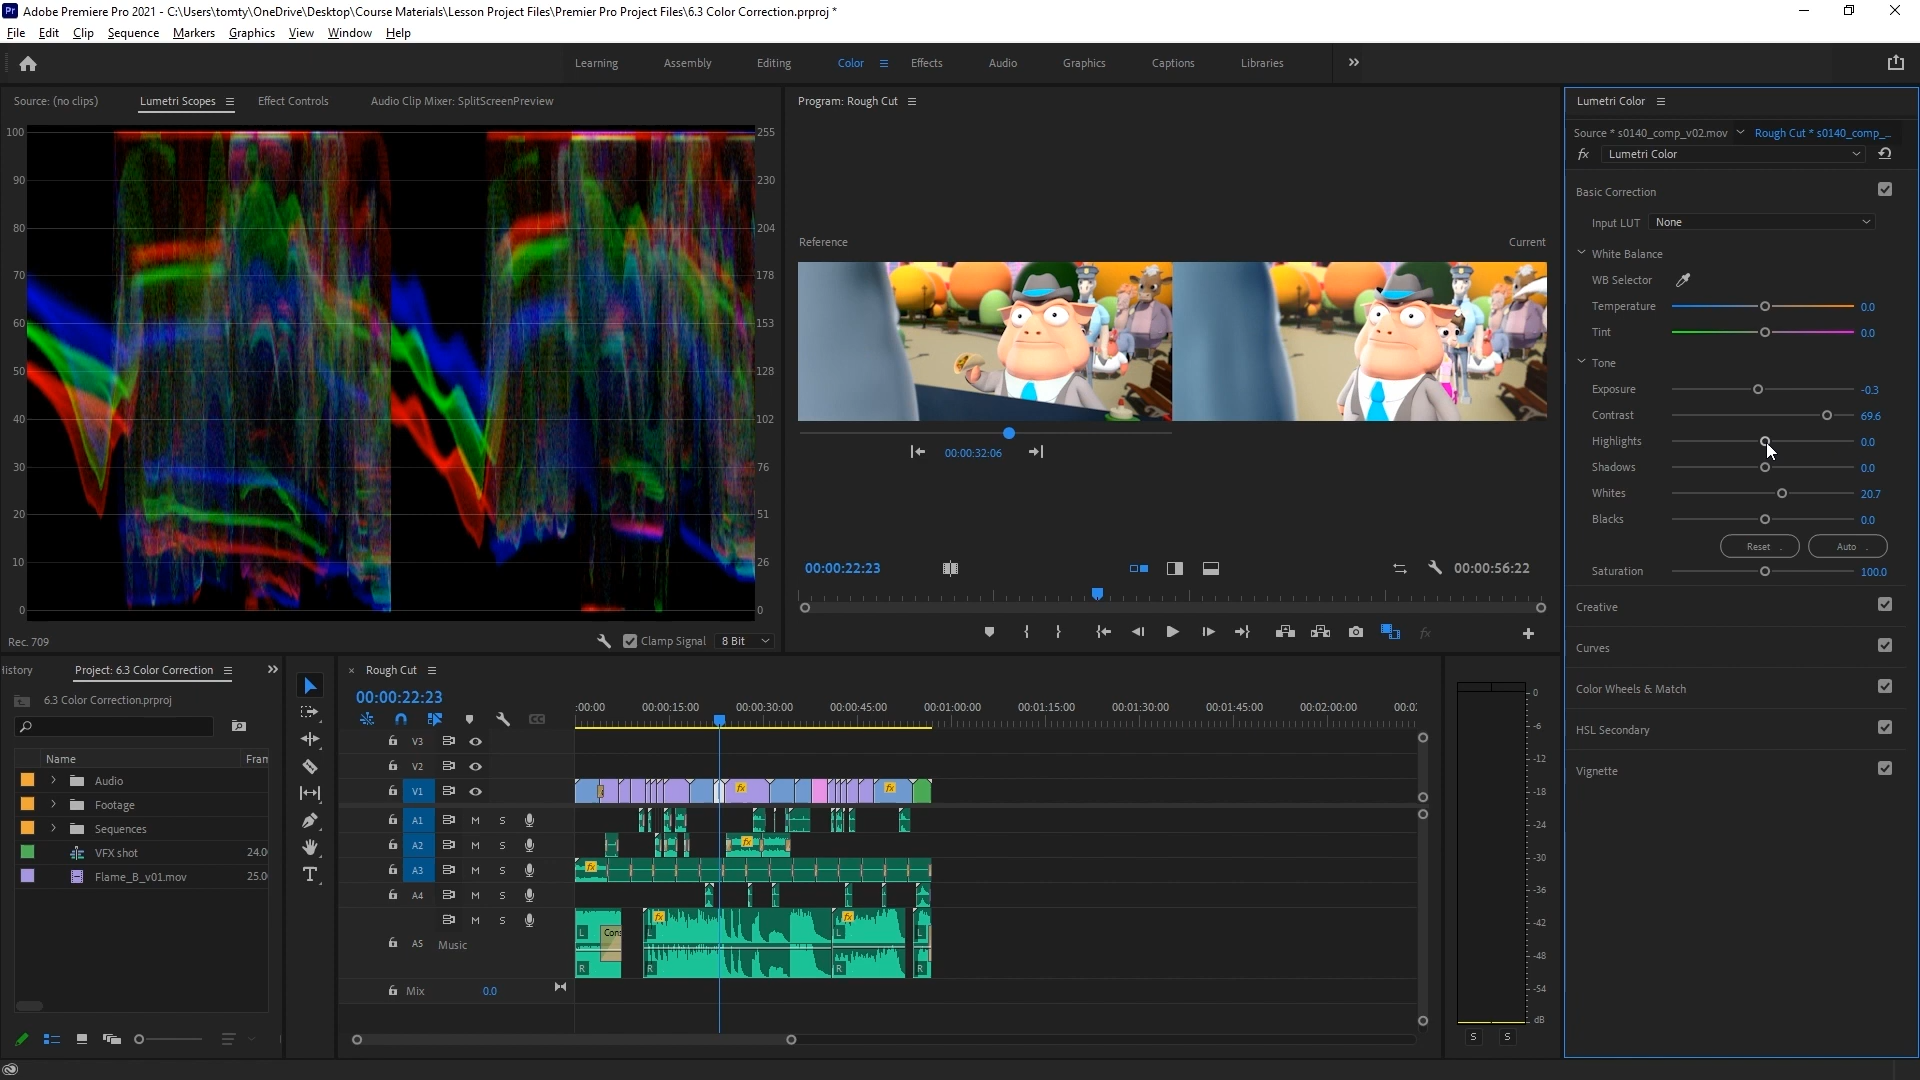 Pr Adobe Premiere Pro 2021 - C:\Users\tomty\OneDrive\Desktop\Course Materials\Lesson Project Files\Premier Pro Project Files\6.3 Color Correction.prproj *
File Edit Clip Sequence Markers Graphics View Window Help
Learning Assembly Editing Color Effects Audio Graphics Captions Libraries
Source: (no clips) Lumetri Scopes Effect Controls Audio Clip Mixer: SplitScreenPreview
100 255
90 230
80 204
70 178
60 153
50 128
40 102
30 76
20 51
10 26
0 0
Rec. 709 Clamp Signal 8 Bit
Program: Rough Cut
Reference Current
00:00:32:06
00:00:22:23 00:00:56:22
fx
Lumetri Color
Source * s0140_comp_v02.mov Rough Cut * s0140_comp_...
fx Lumetri Color
Basic Correction
Input LUT None
White Balance
WB Selector
Temperature 0.0
Tint 0.0
Tone
Exposure -0.3
Contrast 69.6
Highlights 0.0
Shadows 0.0
Whites 20.7
Blacks 0.0
Reset Auto
Saturation 100.0
Creative
Curves
Color Wheels & Match
HSL Secondary
Vignette
History Project: 6.3 Color Correction
6.3 Color Correction.prproj
Name Fram
Audio
Footage
Sequences
VFX shot 24.0
Flame_B_v01.mov 25.0
× Rough Cut
00:00:22:23
:00:00 00:00:15:00 00:00:30:00 00:00:45:00 00:01:00:00 00:01:15:00 00:01:30:00 00:01:45:00 00:02:00:00 00:02:
V3
V2
V1 fx fx
A1 M S
A2 M S fx
A3 M S fx
A4 M S
M S
A5 Music L R Cons L R fx L R fx L R
Mix 0.0
0
-6
-12
-18
-24
-30
-36
-42
-48
-54
dB
S S